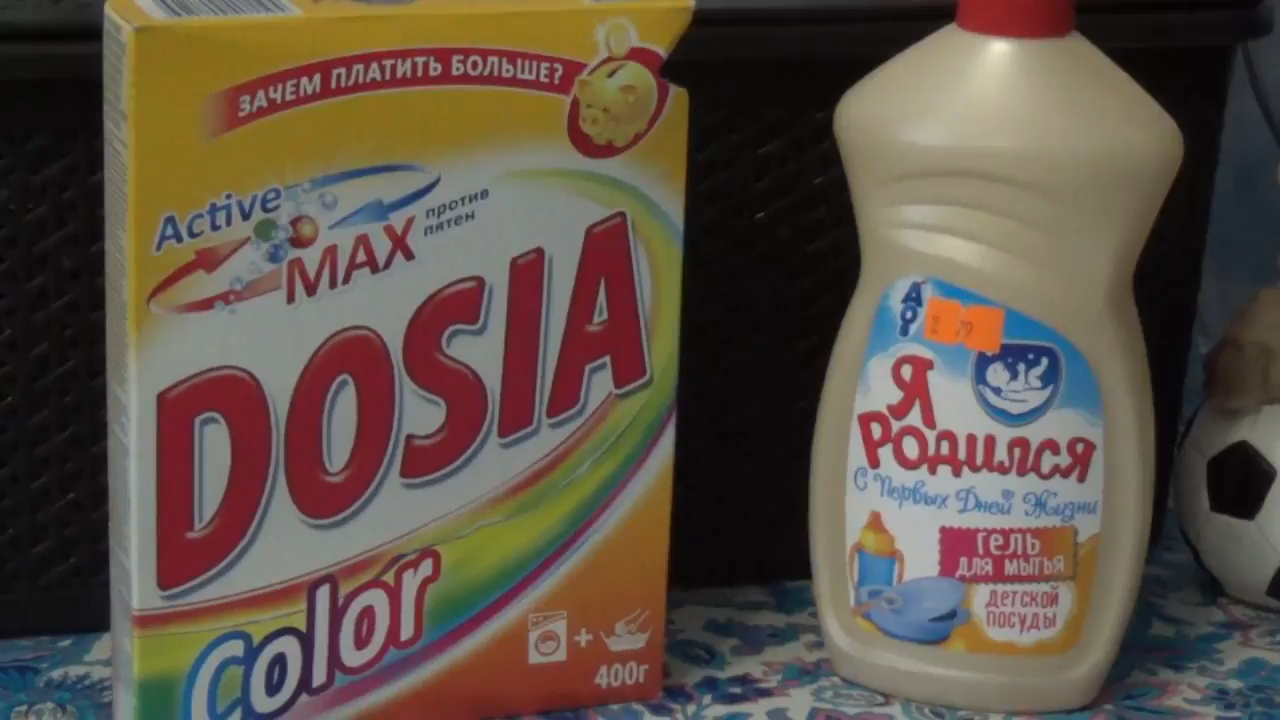 ЗАЧЕМ ПЛАТИТЬ БОЛЬШЕ?
Active
MAX
против
пятен
DOSIA
Color
400г
Я
РОДИЛСЯ
С Первых Дней Жизни
ГЕЛЬ
ДЛЯ МЫТЬЯ
ДЕТСКОЙ
ПОСУДЫ